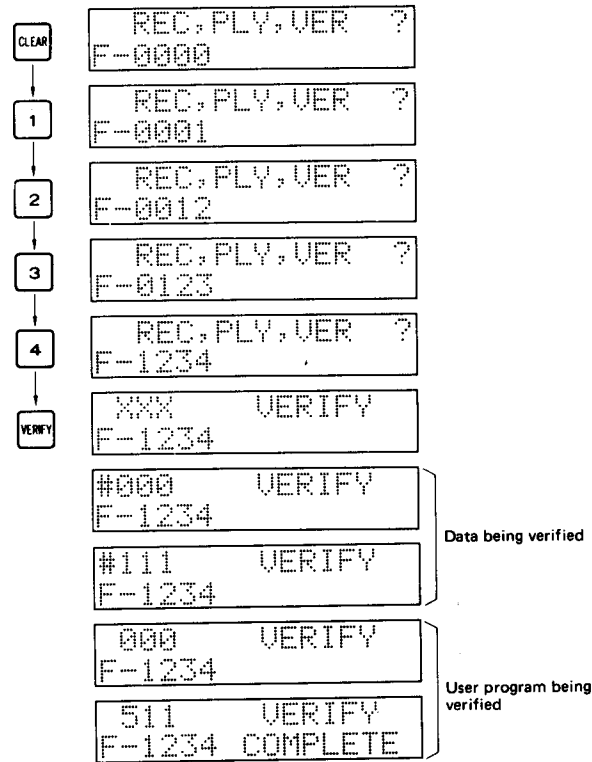 CLEAR
REC,PLY,VER ?
F-0000
1
REC,PLY,VER ?
F-0001
2
REC,PLY,VER ?
F-0012
3
REC,PLY,VER ?
F-0123
4
REC,PLY,VER ?
F-1234
VERIFY
XXX VERIFY
F-1234
#000 VERIFY
F-1234
Data being verified
#111 VERIFY
F-1234
000 VERIFY
F-1234
User program being
verified
511 VERIFY
F-1234 COMPLETE